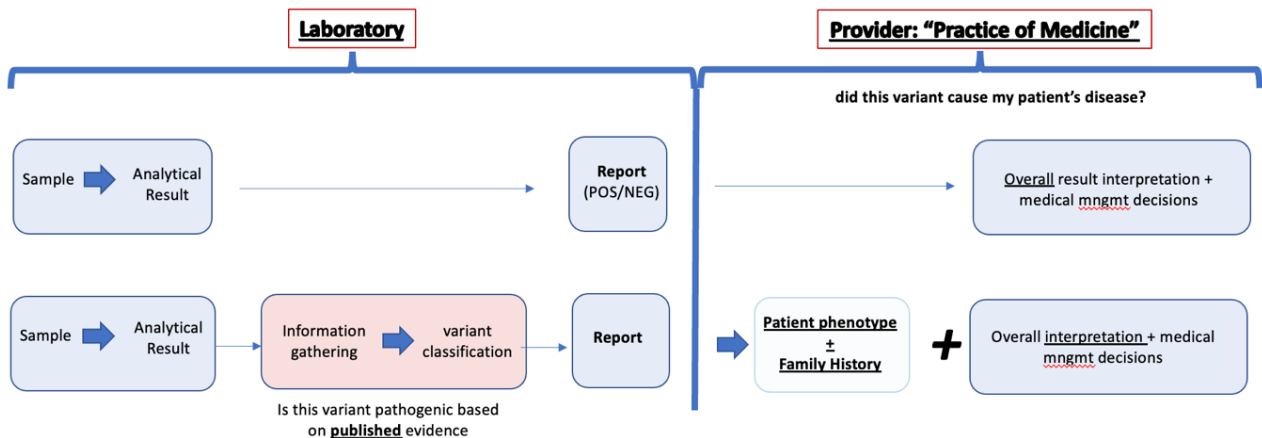 Laboratory
Provider: “Practice of Medicine”
did this variant cause my patient’s disease?
Sample
Analytical
Result
Report
(POS/NEG)
Overall result interpretation +
medical mngmt decisions
Sample
Analytical
Result
Information
gathering
variant
classification
Report
Patient phenotype
±
Family History
+
Overall interpretation + medical
mngmt decisions
Is this variant pathogenic based
on published evidence